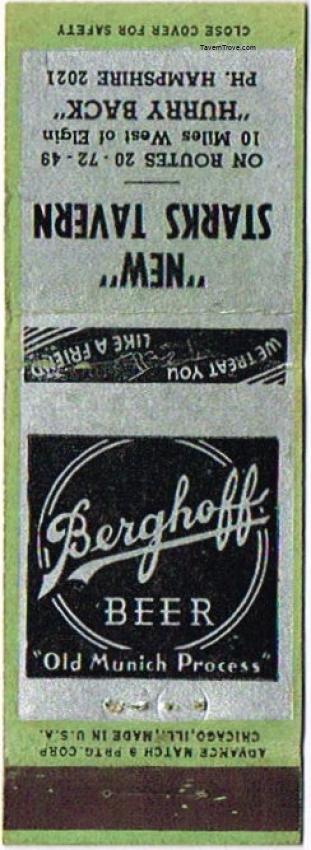 CLOSE COVER FOR SAFETY
TavernTrove.com
PH. HAMPSHIRE 2021
"HURRY BACK"
10 Miles West of Elgin
ON ROUTES 20 - 72 - 49
STARKS TAVERN
"NEW"
WE TREAT YOU
LIKE A FRIEND
Berghoff
BEER
"Old Munich Process"
ADVANCE MATCH & PRTG. CORP
CHICAGO, ILL., MADE IN U.S.A.